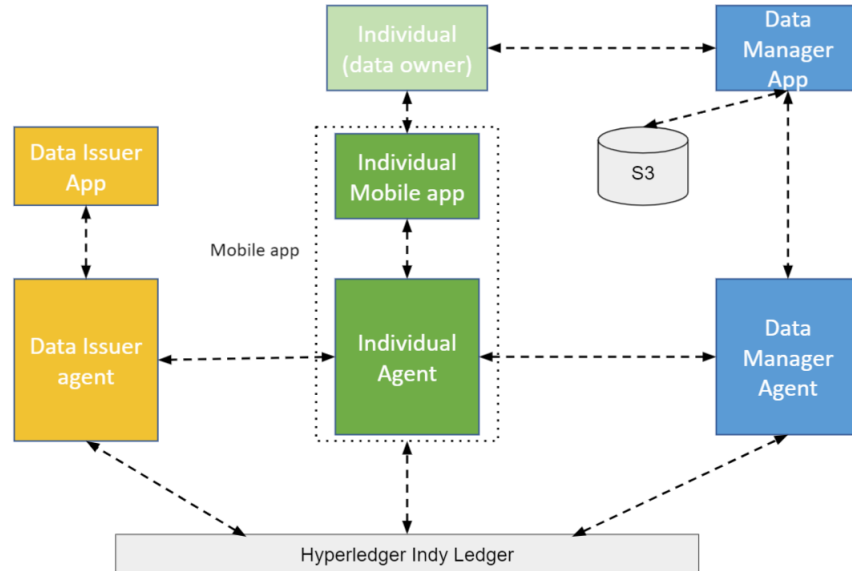 Individual
(data owner)
Data
Manager
App
Data Issuer
App
Individual
Mobile app
S3
Mobile app
Data Issuer
agent
Individual
Agent
Data
Manager
Agent
Hyperledger Indy Ledger